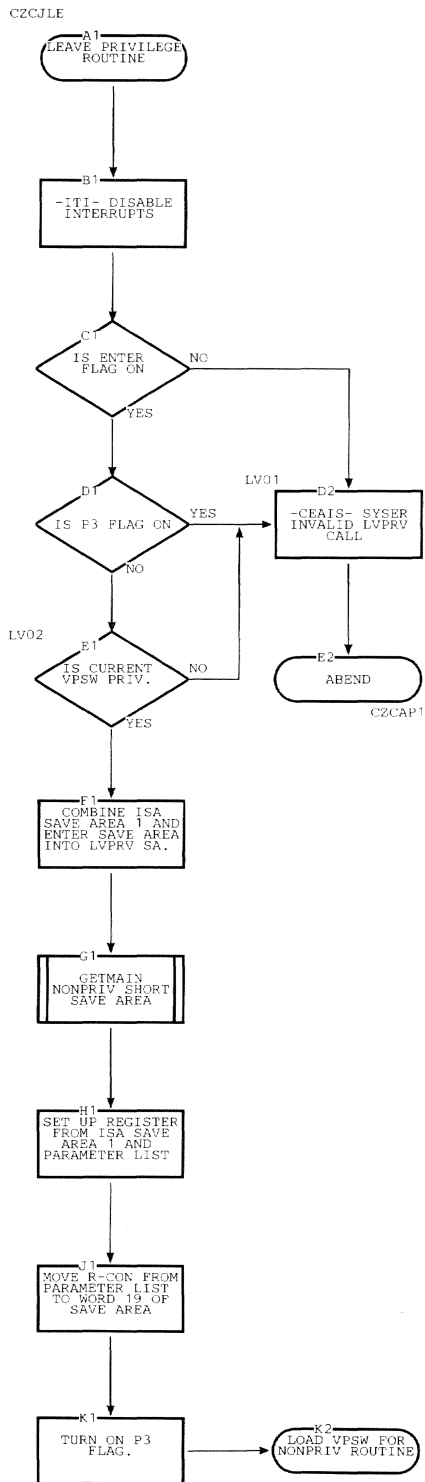 CZCJLE
A1
LEAVE PRIVILEGE
ROUTINE
B1
-ITI- DISABLE
INTERRUPTS
C1
IS ENTER
FLAG ON
NO
YES
D1
IS P3 FLAG ON
YES
NO
LV01
D2
-CEAIS- SYSER
INVALID LVPRV
CALL
LV02
E1
IS CURRENT
VPSW PRIV.
NO
YES
E2
ABEND
CZCAP1
F1
COMBINE ISA
SAVE AREA 1 AND
ENTER SAVE AREA
INTO LVPRV SA.
G1
GETMAIN
NONPRIV SHORT
SAVE AREA
H1
SET UP REGISTER
FROM ISA SAVE
AREA 1 AND
PARAMETER LIST
J1
MOVE R-CON FROM
PARAMETER LIST
TO WORD 19 OF
SAVE AREA
K1
TURN ON P3
FLAG.
K2
LOAD VPSW FOR
NONPRIV ROUTINE